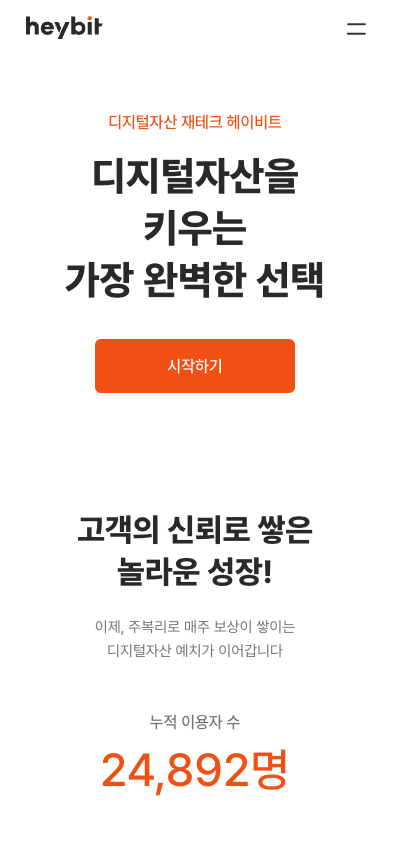 heybit
디지털자산 재테크 헤이비트
디지털자산을
키우는
가장 완벽한 선택
시작하기
고객의 신뢰로 쌓은
놀라운 성장!
이제, 주복리로 매주 보상이 쌓이는
디지털자산 예치가 이어갑니다
누적 이용자 수
24,892명